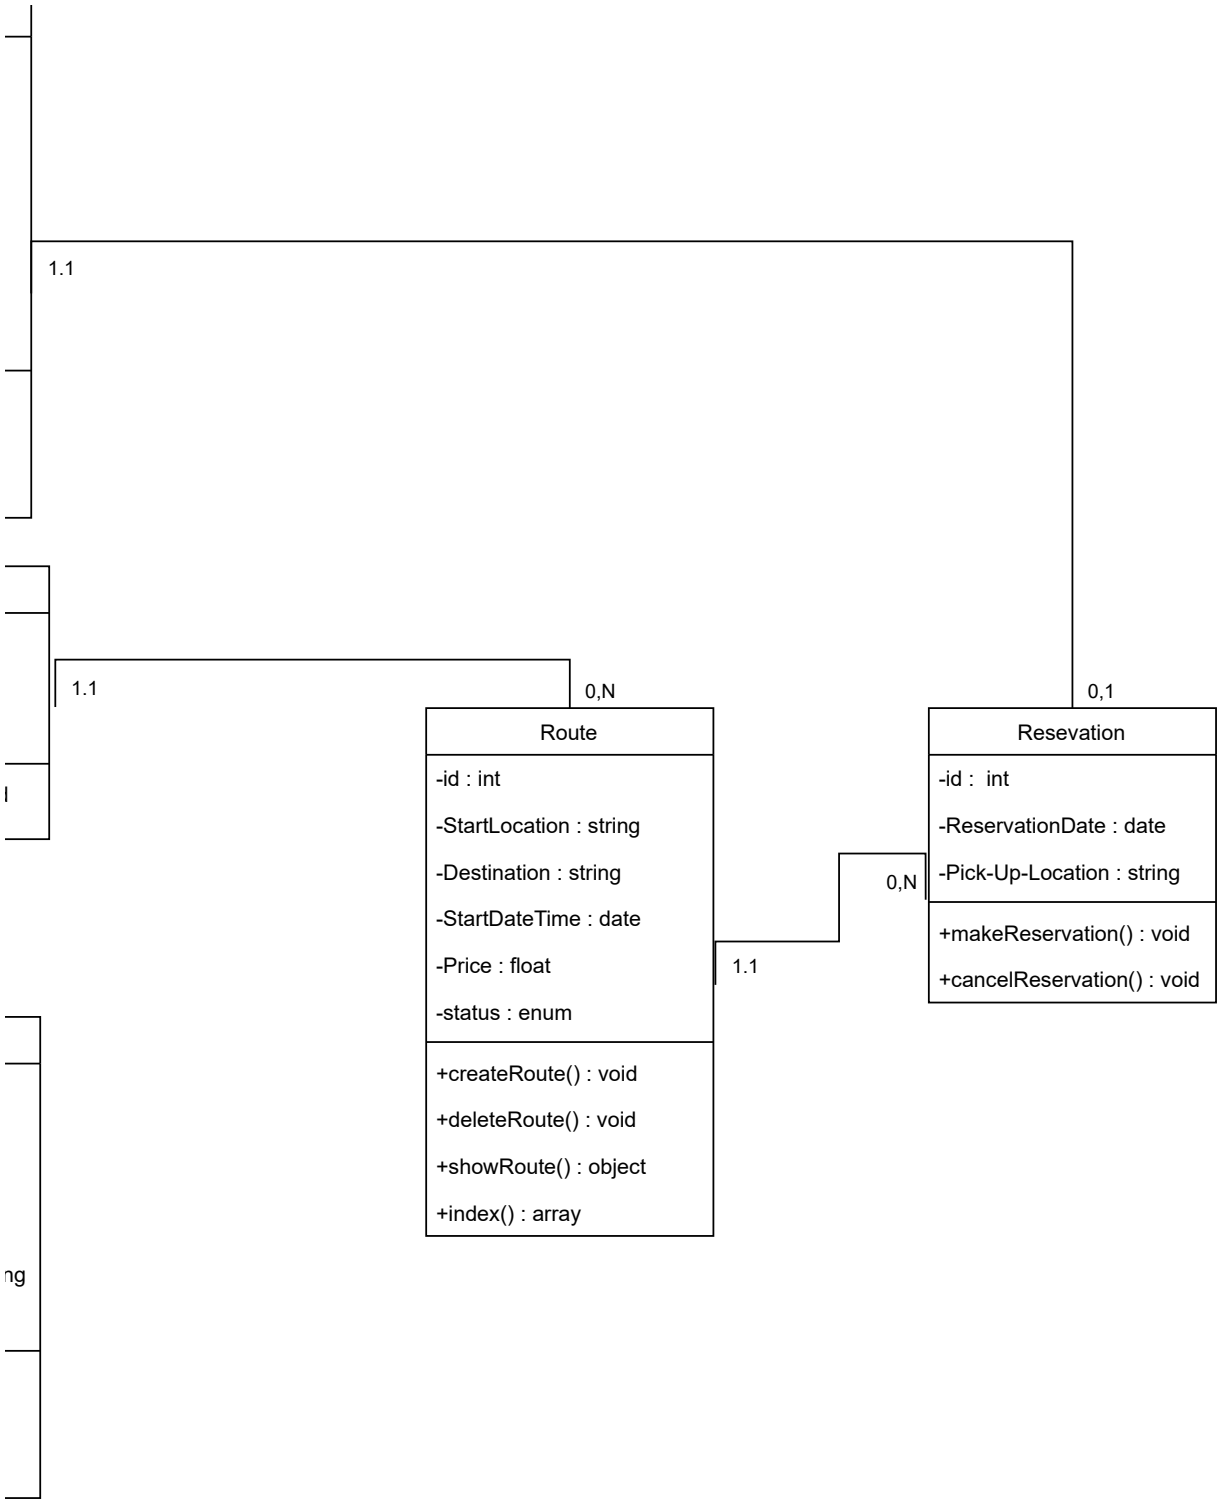 1.1
1.1
0,N
0,1
Route
-id : int
-StartLocation : string
-Destination : string
-StartDateTime : date
-Price : float
-status : enum
+createRoute() : void
+deleteRoute() : void
+showRoute() : object
+index() : array
1.1
0,N
Resevation
-id :  int
-ReservationDate : date
-Pick-Up-Location : string
+makeReservation() : void
+cancelReservation() : void
ng